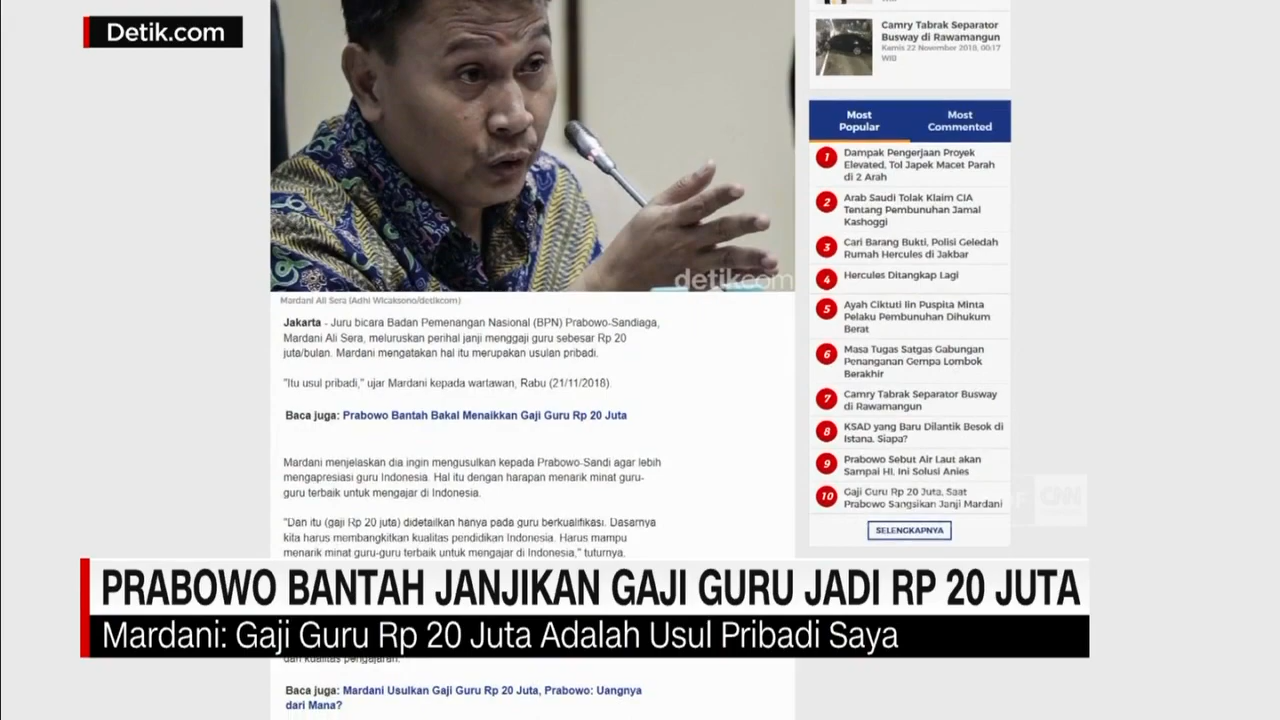 Detik.com
detikcom
Mardani Ali Sera (Adhi Wicaksono/detikcom)
Jakarta - Juru bicara Badan Pemenangan Nasional (BPN) Prabowo-Sandiaga,
Mardani Ali Sera, meluruskan perihal janji menggaji guru sebesar Rp 20
juta/bulan. Mardani mengatakan hal itu merupakan usulan pribadi.
"Itu usul pribadi," ujar Mardani kepada wartawan, Rabu (21/11/2018).
Baca juga: Prabowo Bantah Bakal Menaikkan Gaji Guru Rp 20 Juta
Mardani menjelaskan dia ingin mengusulkan kepada Prabowo-Sandi agar lebih
mengapresiasi guru Indonesia. Hal itu dengan harapan menarik minat guru-
guru terbaik untuk mengajar di Indonesia.
"Dan itu (gaji Rp 20 juta) didetailkan hanya pada guru berkualifikasi. Dasarnya
kita harus membangkitkan kualitas pendidikan Indonesia. Harus mampu
menarik minat guru-guru terbaik untuk mengajar di Indonesia," tuturnya.
dan kualitas pengajaran.
Baca juga: Mardani Usulkan Gaji Guru Rp 20 Juta, Prabowo: Uangnya
dari Mana?
Camry Tabrak Separator
Busway di Rawamangun
Kamis 22 November 2018, 00:17
WIB
Most
Popular
Most
Commented
1
Dampak Pengerjaan Proyek
Elevated, Tol Japek Macet Parah
di 2 Arah
2
Arab Saudi Tolak Klaim CIA
Tentang Pembunuhan Jamal
Kashoggi
3
Cari Barang Bukti, Polisi Geledah
Rumah Hercules di Jakbar
4
Hercules Ditangkap Lagi
5
Ayah Ciktuti Iin Puspita Minta
Pelaku Pembunuhan Dihukum
Berat
6
Masa Tugas Satgas Gabungan
Penanganan Gempa Lombok
Berakhir
7
Camry Tabrak Separator Busway
di Rawamangun
8
KSAD yang Baru Dilantik Besok di
Istana, Siapa?
9
Prabowo Sebut Air Laut akan
Sampai HI, Ini Solusi Anies
10
Gaji Guru Rp 20 Juta, Saat
Prabowo Sangsikan Janji Mardani
SELENGKAPNYA
CNN
PRABOWO BANTAH JANJIKAN GAJI GURU JADI RP 20 JUTA
Mardani: Gaji Guru Rp 20 Juta Adalah Usul Pribadi Saya